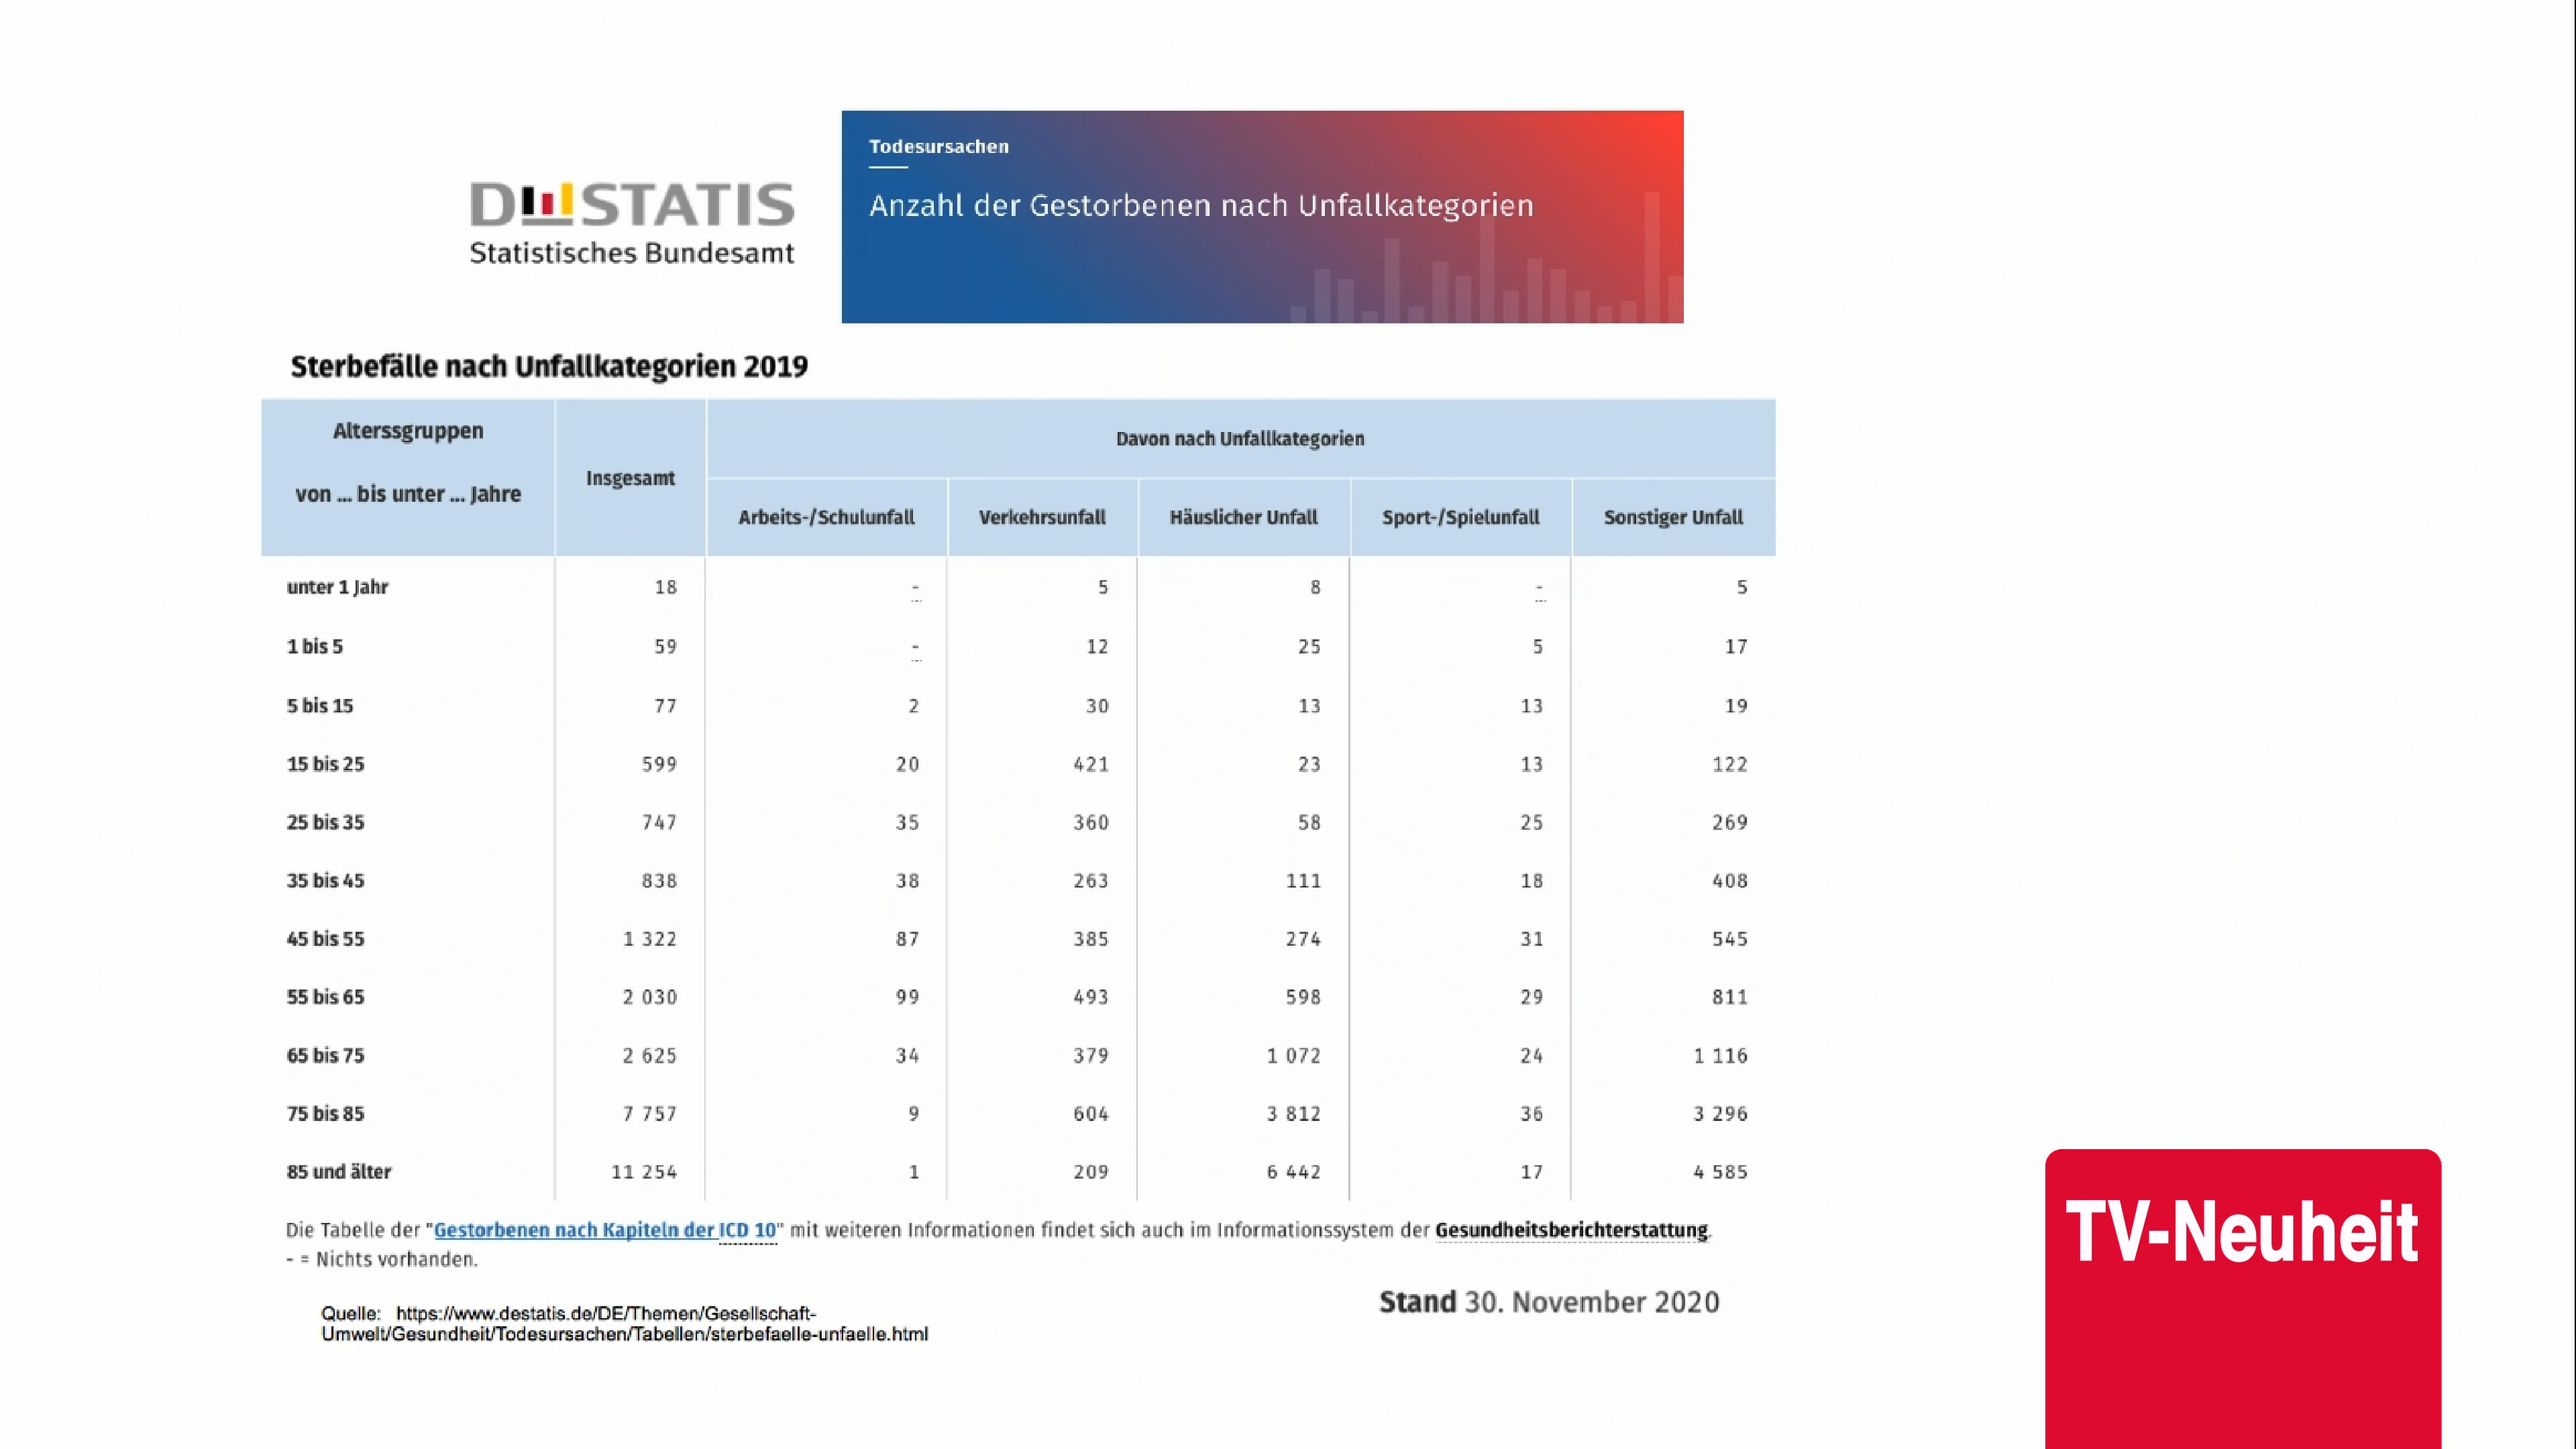 DESTATIS
Statistisches Bundesamt
Todesursachen
Anzahl der Gestorbenen nach Unfallkategorien
Sterbefälle nach Unfallkategorien 2019
Alterssgruppen
von ... bis unter ... Jahre
Insgesamt
Davon nach Unfallkategorien
Arbeits-/Schulunfall Verkehrsunfall Häuslicher Unfall Sport-/Spielunfall Sonstiger Unfall
unter 1 Jahr 18 - 5 8 - 5
1 bis 5 59 - 12 25 5 17
5 bis 15 77 2 30 13 13 19
15 bis 25 599 20 421 23 13 122
25 bis 35 747 35 360 58 25 269
35 bis 45 838 38 263 111 18 408
45 bis 55 1 322 87 385 274 31 545
55 bis 65 2 030 99 493 598 29 811
65 bis 75 2 625 34 379 1 072 24 1 116
75 bis 85 7 757 9 604 3 812 36 3 296
85 und älter 11 254 1 209 6 442 17 4 585
Die Tabelle der "Gestorbenen nach Kapiteln der ICD 10" mit weiteren Informationen findet sich auch im Informationssystem der Gesundheitsberichterstattung.
- = Nichts vorhanden.
Stand 30. November 2020
Quelle: https://www.destatis.de/DE/Themen/Gesellschaft-
Umwelt/Gesundheit/Todesursachen/Tabellen/sterbefaelle-unfaelle.html
TV-Neuheit